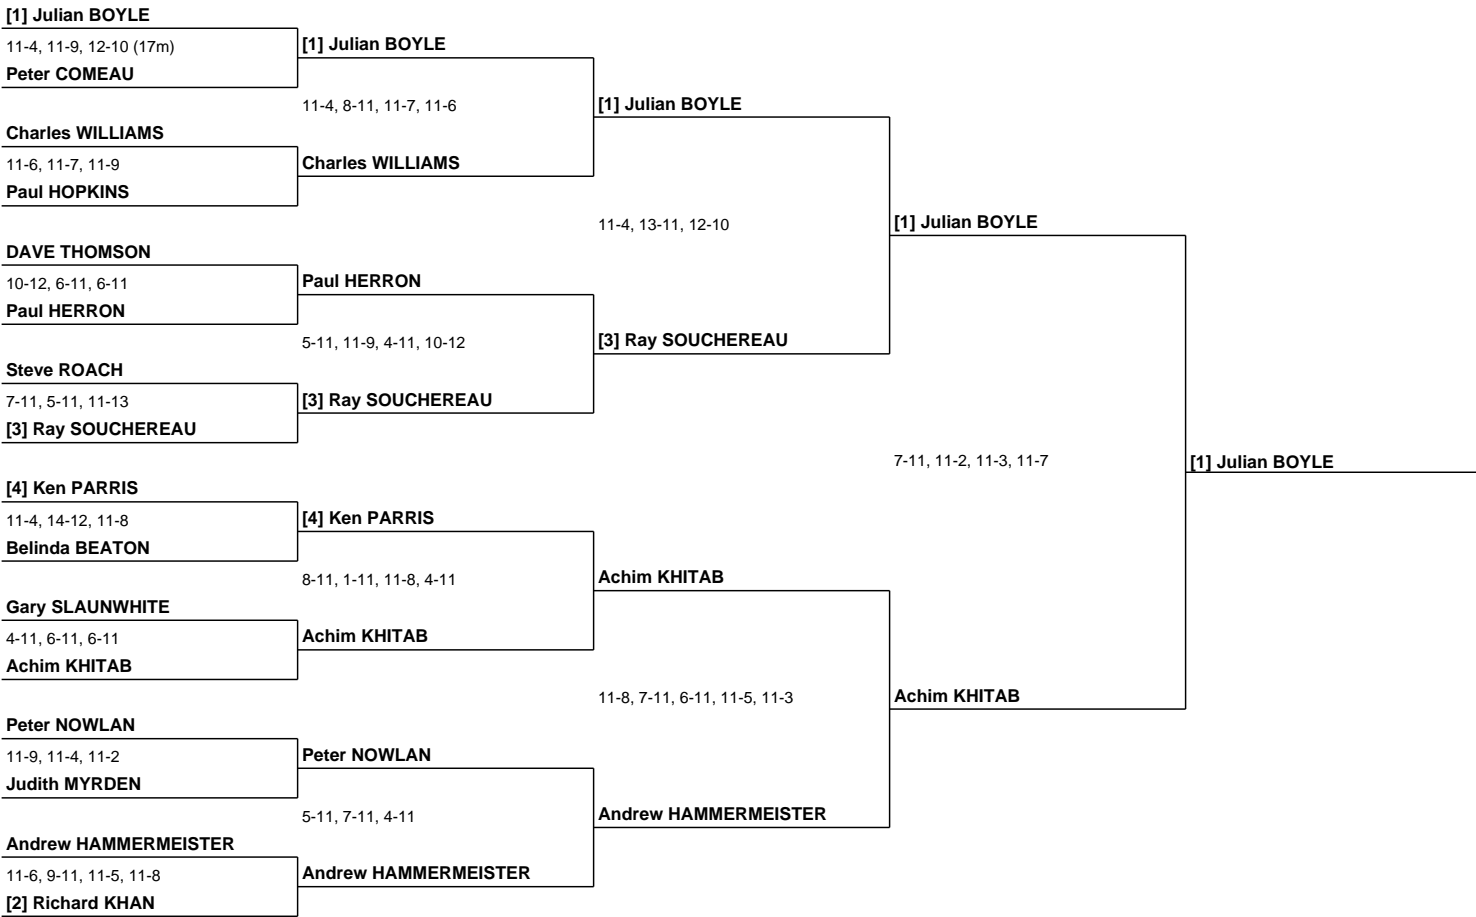 [1] Julian BOYLE
11-4, 11-9, 12-10 (17m)
Peter COMEAU
Charles WILLIAMS
11-6, 11-7, 11-9
Paul HOPKINS
DAVE THOMSON
10-12, 6-11, 6-11
Paul HERRON
Steve ROACH
7-11, 5-11, 11-13
[3] Ray SOUCHEREAU
[4] Ken PARRIS
11-4, 14-12, 11-8
Belinda BEATON
Gary SLAUNWHITE
4-11, 6-11, 6-11
Achim KHITAB
Peter NOWLAN
11-9, 11-4, 11-2
Judith MYRDEN
Andrew HAMMERMEISTER
11-6, 9-11, 11-5, 11-8
[2] Richard KHAN
[1] Julian BOYLE
11-4, 8-11, 11-7, 11-6
Charles WILLIAMS
Paul HERRON
5-11, 11-9, 4-11, 10-12
[3] Ray SOUCHEREAU
[4] Ken PARRIS
8-11, 1-11, 11-8, 4-11
Achim KHITAB
Peter NOWLAN
5-11, 7-11, 4-11
Andrew HAMMERMEISTER
[1] Julian BOYLE
11-4, 13-11, 12-10
[3] Ray SOUCHEREAU
Achim KHITAB
11-8, 7-11, 6-11, 11-5, 11-3
Andrew HAMMERMEISTER
[1] Julian BOYLE
7-11, 11-2, 11-3, 11-7
Achim KHITAB
[1] Julian BOYLE